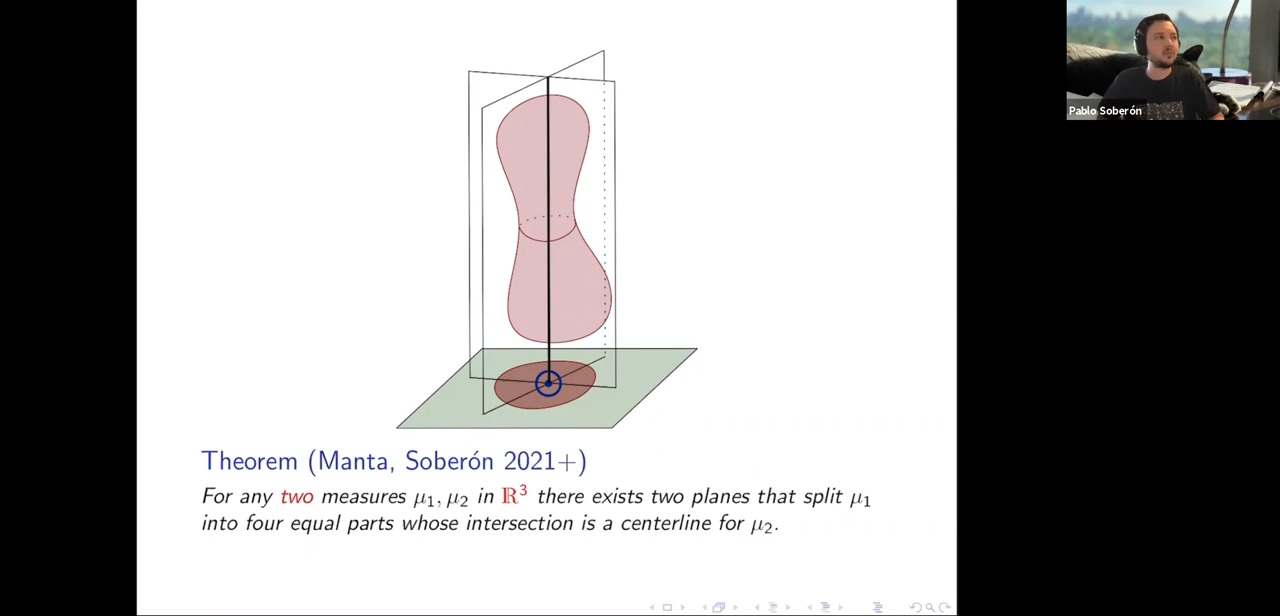 Pablo Soberón
Theorem (Manta, Soberón 2021+)
For any two measures μ₁, μ₂ in ℝ³ there exists two planes that split μ₁
into four equal parts whose intersection is a centerline for μ₂.